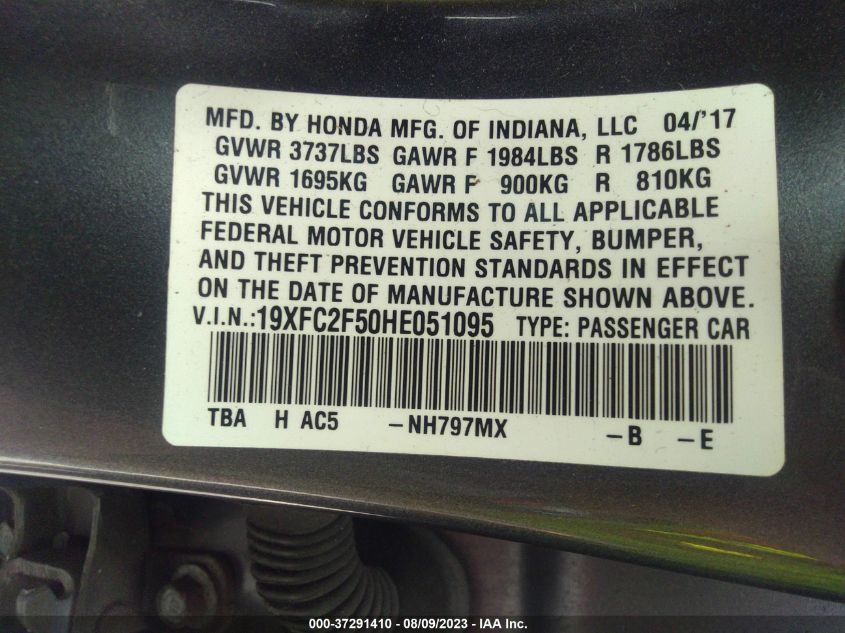 MFD. BY HONDA MFG. OF INDIANA, LLC 04/'17
GVWR 3737LBS GAWR F 1984LBS R 1786LBS
GVWR 1695KG GAWR F 900KG R 810KG
THIS VEHICLE CONFORMS TO ALL APPLICABLE
FEDERAL MOTOR VEHICLE SAFETY, BUMPER,
AND THEFT PREVENTION STANDARDS IN EFFECT
ON THE DATE OF MANUFACTURE SHOWN ABOVE.
V.I.N.:19XFC2F50HE051095 TYPE: PASSENGER CAR
TBA H AC5 -NH797MX -B -E
000-37291410 - 08/09/2023 - IAA Inc.